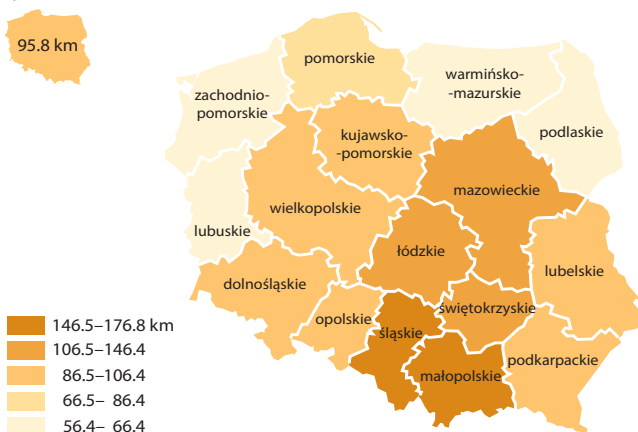 95.8 km
pomorskie
warmińsko-
-mazurskie
zachodnio-
pomorskie
podlaskie
kujawsko-
-pomorskie
mazowieckie
wielkopolskie
lubuskie
łódzkie
lubelskie
dolnośląskie
opolskie
śląskie
świętokrzyskie
podkarpackie
małopolskie
146.5–176.8 km
106.5–146.4
86.5–106.4
66.5– 86.4
56.4– 66.4